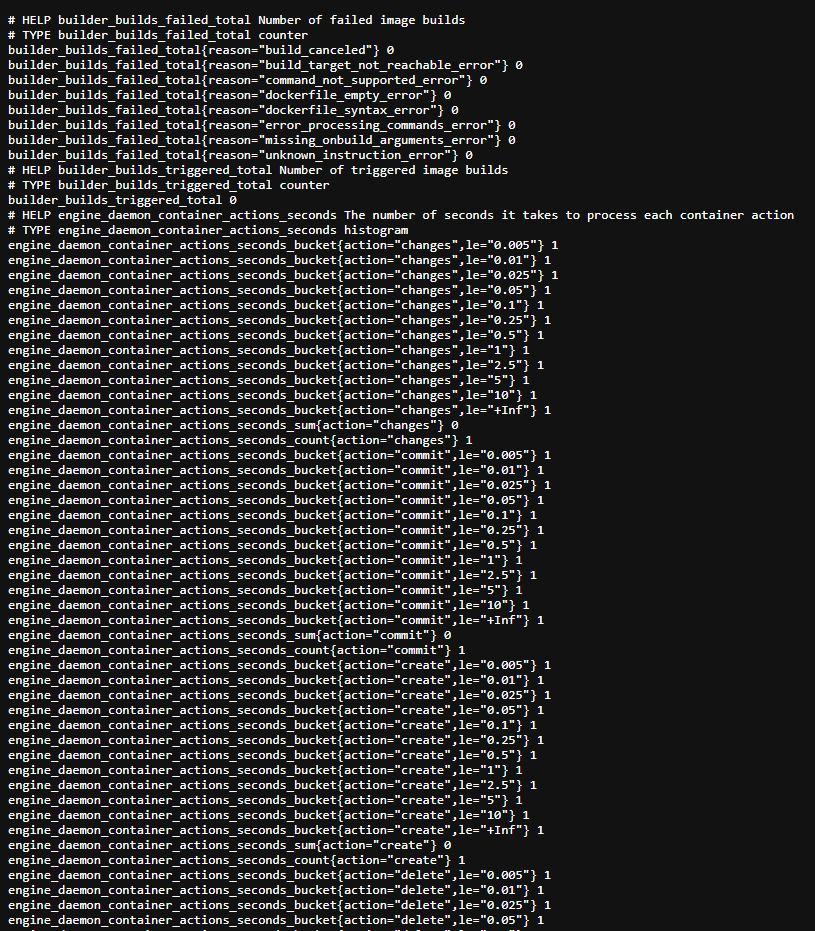 # HELP builder_builds_failed_total Number of failed image builds
# TYPE builder_builds_failed_total counter
builder_builds_failed_total{reason="build_canceled"} 0
builder_builds_failed_total{reason="build_target_not_reachable_error"} 0
builder_builds_failed_total{reason="command_not_supported_error"} 0
builder_builds_failed_total{reason="dockerfile_empty_error"} 0
builder_builds_failed_total{reason="dockerfile_syntax_error"} 0
builder_builds_failed_total{reason="error_processing_commands_error"} 0
builder_builds_failed_total{reason="missing_onbuild_arguments_error"} 0
builder_builds_failed_total{reason="unknown_instruction_error"} 0
# HELP builder_builds_triggered_total Number of triggered image builds
# TYPE builder_builds_triggered_total counter
builder_builds_triggered_total 0
# HELP engine_daemon_container_actions_seconds The number of seconds it takes to process each container action
# TYPE engine_daemon_container_actions_seconds histogram
engine_daemon_container_actions_seconds_bucket{action="changes",le="0.005"} 1
engine_daemon_container_actions_seconds_bucket{action="changes",le="0.01"} 1
engine_daemon_container_actions_seconds_bucket{action="changes",le="0.025"} 1
engine_daemon_container_actions_seconds_bucket{action="changes",le="0.05"} 1
engine_daemon_container_actions_seconds_bucket{action="changes",le="0.1"} 1
engine_daemon_container_actions_seconds_bucket{action="changes",le="0.25"} 1
engine_daemon_container_actions_seconds_bucket{action="changes",le="0.5"} 1
engine_daemon_container_actions_seconds_bucket{action="changes",le="1"} 1
engine_daemon_container_actions_seconds_bucket{action="changes",le="2.5"} 1
engine_daemon_container_actions_seconds_bucket{action="changes",le="5"} 1
engine_daemon_container_actions_seconds_bucket{action="changes",le="10"} 1
engine_daemon_container_actions_seconds_bucket{action="changes",le="+Inf"} 1
engine_daemon_container_actions_seconds_sum{action="changes"} 0
engine_daemon_container_actions_seconds_count{action="changes"} 1
engine_daemon_container_actions_seconds_bucket{action="commit",le="0.005"} 1
engine_daemon_container_actions_seconds_bucket{action="commit",le="0.01"} 1
engine_daemon_container_actions_seconds_bucket{action="commit",le="0.025"} 1
engine_daemon_container_actions_seconds_bucket{action="commit",le="0.05"} 1
engine_daemon_container_actions_seconds_bucket{action="commit",le="0.1"} 1
engine_daemon_container_actions_seconds_bucket{action="commit",le="0.25"} 1
engine_daemon_container_actions_seconds_bucket{action="commit",le="0.5"} 1
engine_daemon_container_actions_seconds_bucket{action="commit",le="1"} 1
engine_daemon_container_actions_seconds_bucket{action="commit",le="2.5"} 1
engine_daemon_container_actions_seconds_bucket{action="commit",le="5"} 1
engine_daemon_container_actions_seconds_bucket{action="commit",le="10"} 1
engine_daemon_container_actions_seconds_bucket{action="commit",le="+Inf"} 1
engine_daemon_container_actions_seconds_sum{action="commit"} 0
engine_daemon_container_actions_seconds_count{action="commit"} 1
engine_daemon_container_actions_seconds_bucket{action="create",le="0.005"} 1
engine_daemon_container_actions_seconds_bucket{action="create",le="0.01"} 1
engine_daemon_container_actions_seconds_bucket{action="create",le="0.025"} 1
engine_daemon_container_actions_seconds_bucket{action="create",le="0.05"} 1
engine_daemon_container_actions_seconds_bucket{action="create",le="0.1"} 1
engine_daemon_container_actions_seconds_bucket{action="create",le="0.25"} 1
engine_daemon_container_actions_seconds_bucket{action="create",le="0.5"} 1
engine_daemon_container_actions_seconds_bucket{action="create",le="1"} 1
engine_daemon_container_actions_seconds_bucket{action="create",le="2.5"} 1
engine_daemon_container_actions_seconds_bucket{action="create",le="5"} 1
engine_daemon_container_actions_seconds_bucket{action="create",le="10"} 1
engine_daemon_container_actions_seconds_bucket{action="create",le="+Inf"} 1
engine_daemon_container_actions_seconds_sum{action="create"} 0
engine_daemon_container_actions_seconds_count{action="create"} 1
engine_daemon_container_actions_seconds_bucket{action="delete",le="0.005"} 1
engine_daemon_container_actions_seconds_bucket{action="delete",le="0.01"} 1
engine_daemon_container_actions_seconds_bucket{action="delete",le="0.025"} 1
engine_daemon_container_actions_seconds_bucket{action="delete",le="0.05"} 1